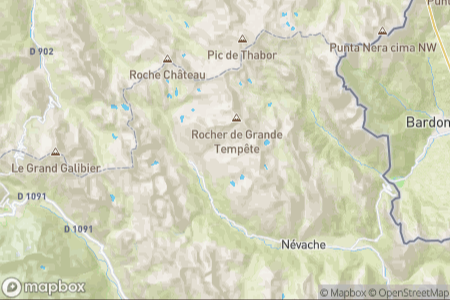 Punt
D 902
Pic de Thabor
Punta Nera cima NW
Roche Château
Rocher de Grande
Tempête
Bardon
Le Grand Galibier
D 1091
D 1091
Névache
mapbox
© Mapbox © OpenStreetMap